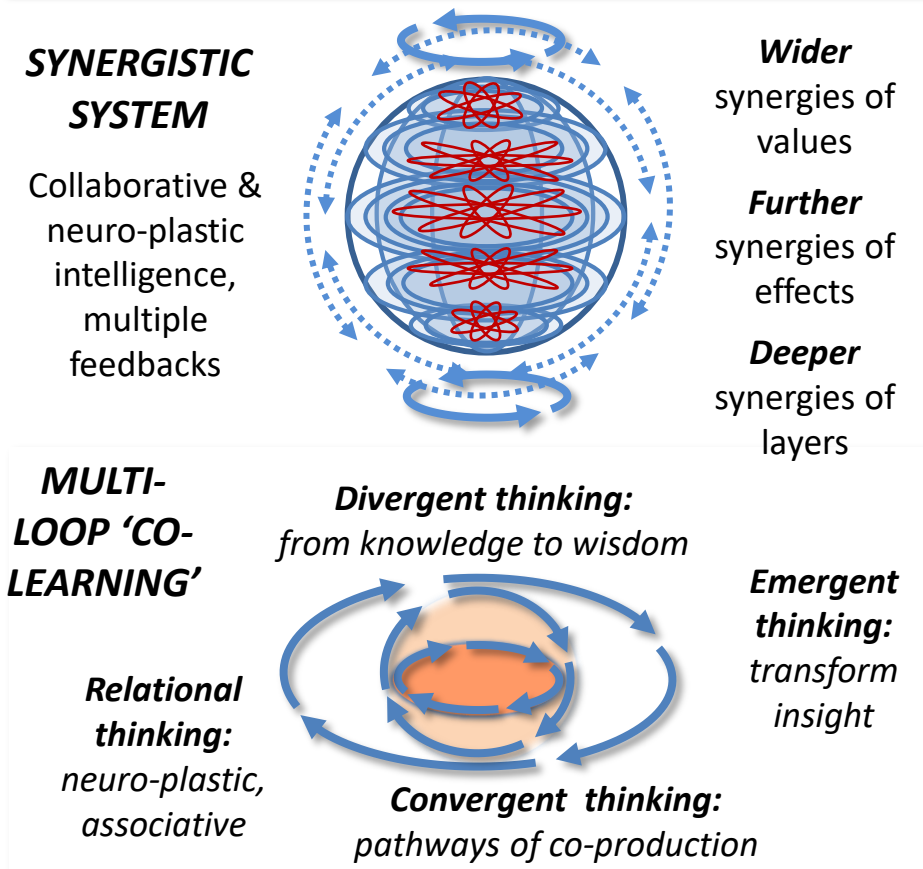 SYNERGISTIC
SYSTEM
Collaborative &
neuro-plastic
intelligence,
multiple
feedbacks
Wider
synergies of
values
Further
synergies of
effects
Deeper
synergies of
layers
MULTI-
LOOP ‘CO-
LEARNING’
Divergent thinking:
from knowledge to wisdom
Emergent
thinking:
transform
insight
Relational
thinking:
neuro-plastic,
associative
Convergent thinking:
pathways of co-production